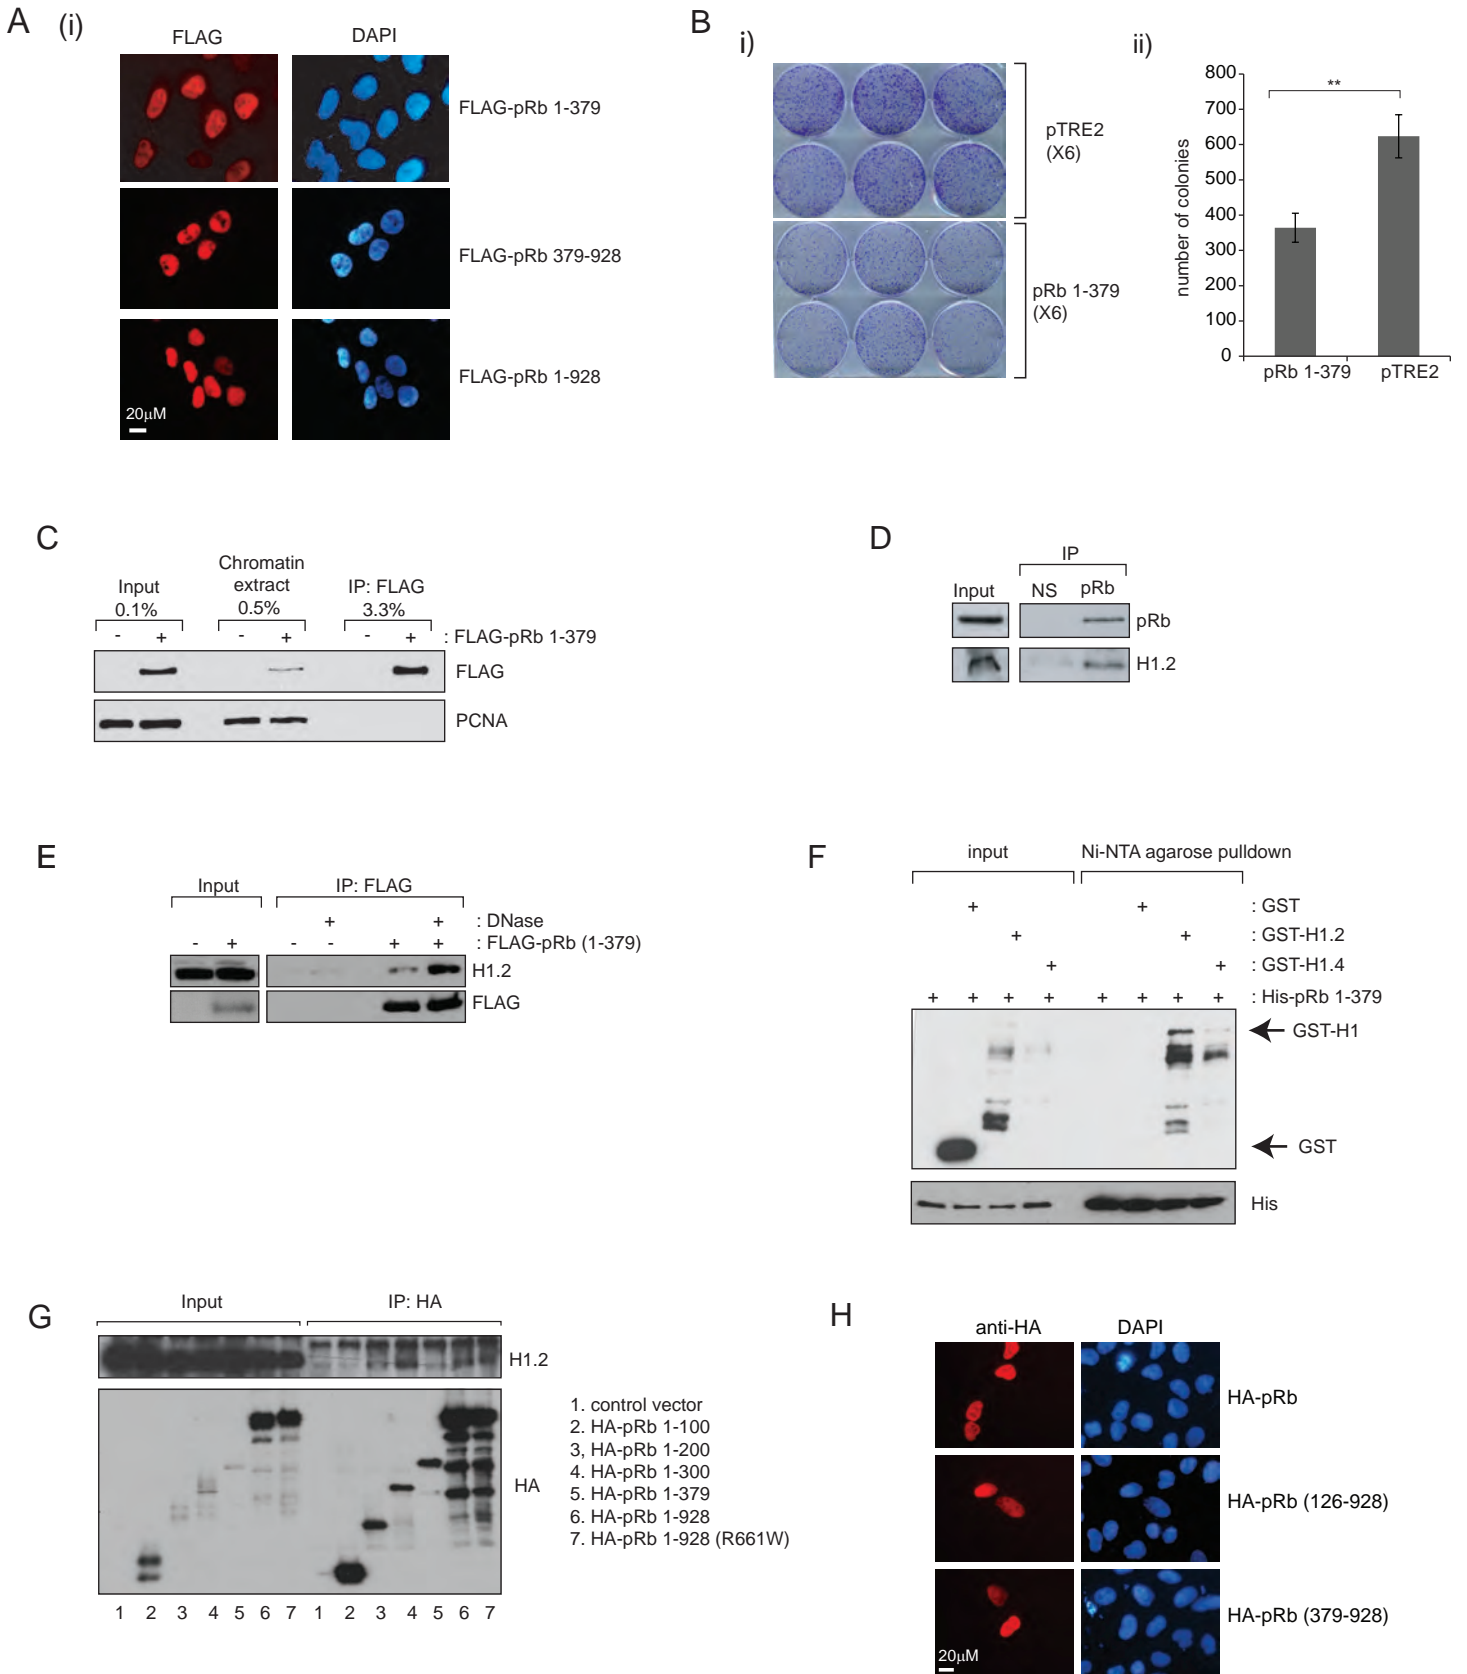 A
(i)
FLAG
DAPI
FLAG-pRb 1-379
FLAG-pRb 379-928
FLAG-pRb 1-928
20µM
B
i)
pTRE2
(X6)
pRb 1-379
(X6)
ii)
number of colonies
800
700
600
500
400
300
200
100
0
**
pRb 1-379
pTRE2
C
Input
0.1%
Chromatin
extract
0.5%
IP: FLAG
3.3%
- + - + - + : FLAG-pRb 1-379
FLAG
PCNA
D
IP
Input NS pRb
pRb
H1.2
E
Input IP: FLAG
+ + : DNase
- + - - + + : FLAG-pRb (1-379)
H1.2
FLAG
F
input Ni-NTA agarose pulldown
+ + : GST
+ + : GST-H1.2
+ + : GST-H1.4
+ + + + + + + + : His-pRb 1-379
GST-H1
GST
His
G
Input IP: HA
H1.2
HA
1 2 3 4 5 6 7 1 2 3 4 5 6 7
1. control vector
2. HA-pRb 1-100
3, HA-pRb 1-200
4. HA-pRb 1-300
5. HA-pRb 1-379
6. HA-pRb 1-928
7. HA-pRb 1-928 (R661W)
H
anti-HA DAPI
HA-pRb
HA-pRb (126-928)
HA-pRb (379-928)
20µM